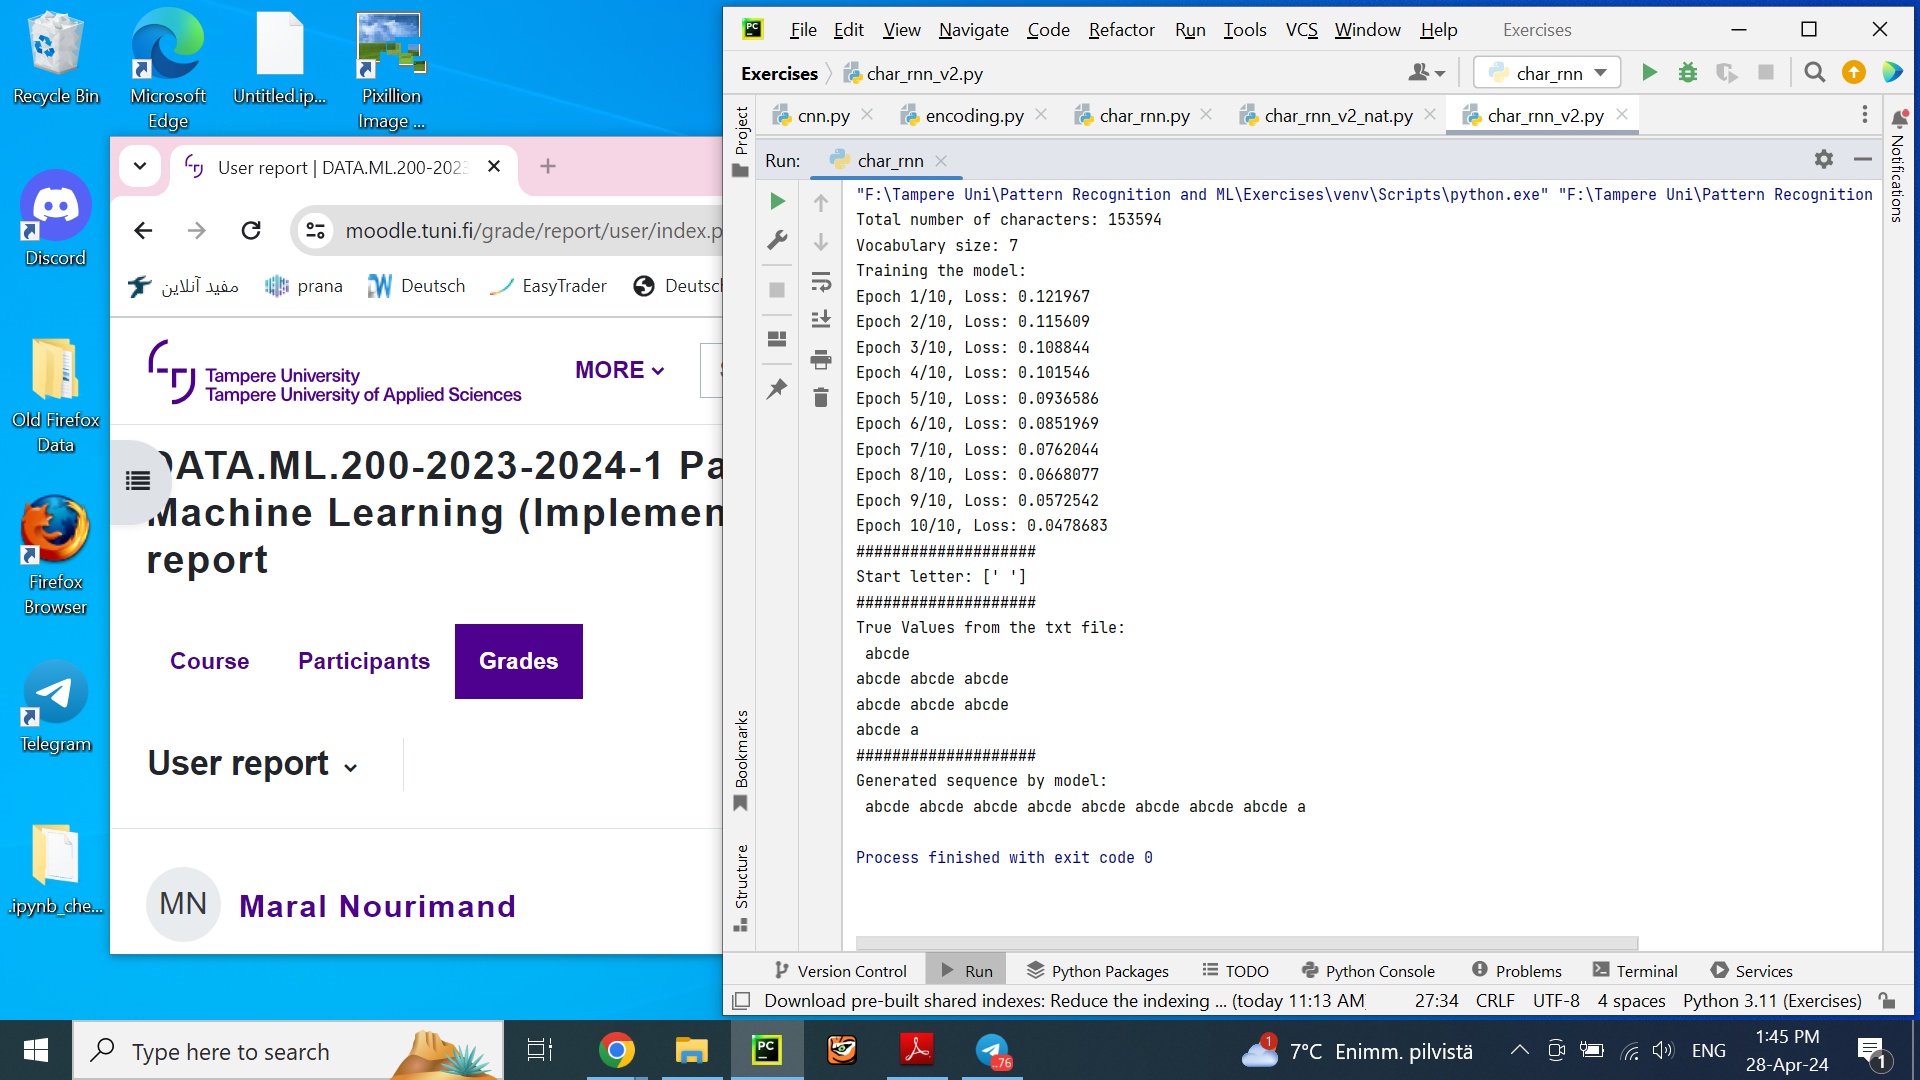 Recycle Bin
Microsoft
Edge
Untitled.ip...
Pixillion
Image ...
Discord
Old Firefox
Data
Firefox
Browser
Telegram
.ipynb_che...
User report | DATA.ML.200-2023
moodle.tuni.fi/grade/report/user/index.p
مفید آنلاین
prana
Deutsch
EasyTrader
Deutsc
Tampere University
Tampere University of Applied Sciences
MORE
DATA.ML.200-2023-2024-1 Pa
Machine Learning (Implemen
report
Course
Participants
Grades
User report
MN
Maral Nourimand
PC
File Edit View Navigate Code Refactor Run Tools VCS Window Help
Exercises
Exercises
char_rnn_v2.py
char_rnn
cnn.py
encoding.py
char_rnn.py
char_rnn_v2_nat.py
char_rnn_v2.py
Project
Notifications
Run:
char_rnn
"F:\Tampere Uni\Pattern Recognition and ML\Exercises\venv\Scripts\python.exe" "F:\Tampere Uni\Pattern Recognition
Total number of characters: 153594
Vocabulary size: 7
Training the model:
Epoch 1/10, Loss: 0.121967
Epoch 2/10, Loss: 0.115609
Epoch 3/10, Loss: 0.108844
Epoch 4/10, Loss: 0.101546
Epoch 5/10, Loss: 0.0936586
Epoch 6/10, Loss: 0.0851969
Epoch 7/10, Loss: 0.0762044
Epoch 8/10, Loss: 0.0668077
Epoch 9/10, Loss: 0.0572542
Epoch 10/10, Loss: 0.0478683
####################
Start letter: [' ']
####################
True Values from the txt file:
 abcde
abcde abcde abcde
abcde abcde abcde
abcde a
####################
Generated sequence by model:
 abcde abcde abcde abcde abcde abcde abcde abcde a
Process finished with exit code 0
Bookmarks
Structure
Version Control
Run
Python Packages
TODO
Python Console
Problems
Terminal
Services
Download pre-built shared indexes: Reduce the indexing ... (today 11:13 AM
27:34 CRLF UTF-8 4 spaces Python 3.11 (Exercises)
Type here to search
PC
..76
1
7°C Enimm. pilvistä
ENG
1:45 PM
28-Apr-24
1